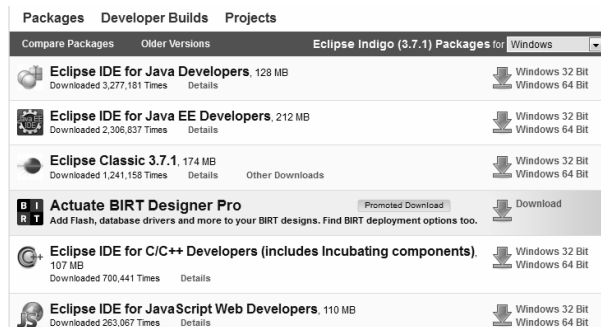 Packages Developer Builds Projects
Compare Packages Older Versions Eclipse Indigo (3.7.1) Packages for Windows
Eclipse IDE for Java Developers, 128 MB
Downloaded 3,277,181 Times Details
Windows 32 Bit
Windows 64 Bit
Java EE
IDE
Eclipse IDE for Java EE Developers, 212 MB
Downloaded 2,306,837 Times Details
Windows 32 Bit
Windows 64 Bit
Eclipse Classic 3.7.1, 174 MB
Downloaded 1,241,158 Times Details Other Downloads
Windows 32 Bit
Windows 64 Bit
B I
R T
Actuate BIRT Designer Pro Promoted Download
Add Flash, database drivers and more to your BIRT designs. Find BIRT deployment options too.
Download
C++
Eclipse IDE for C/C++ Developers (includes Incubating components),
107 MB
Downloaded 700,441 Times Details
Windows 32 Bit
Windows 64 Bit
JS
Eclipse IDE for JavaScript Web Developers, 110 MB
Downloaded 263,067 Times Details
Windows 32 Bit
Windows 64 Bit